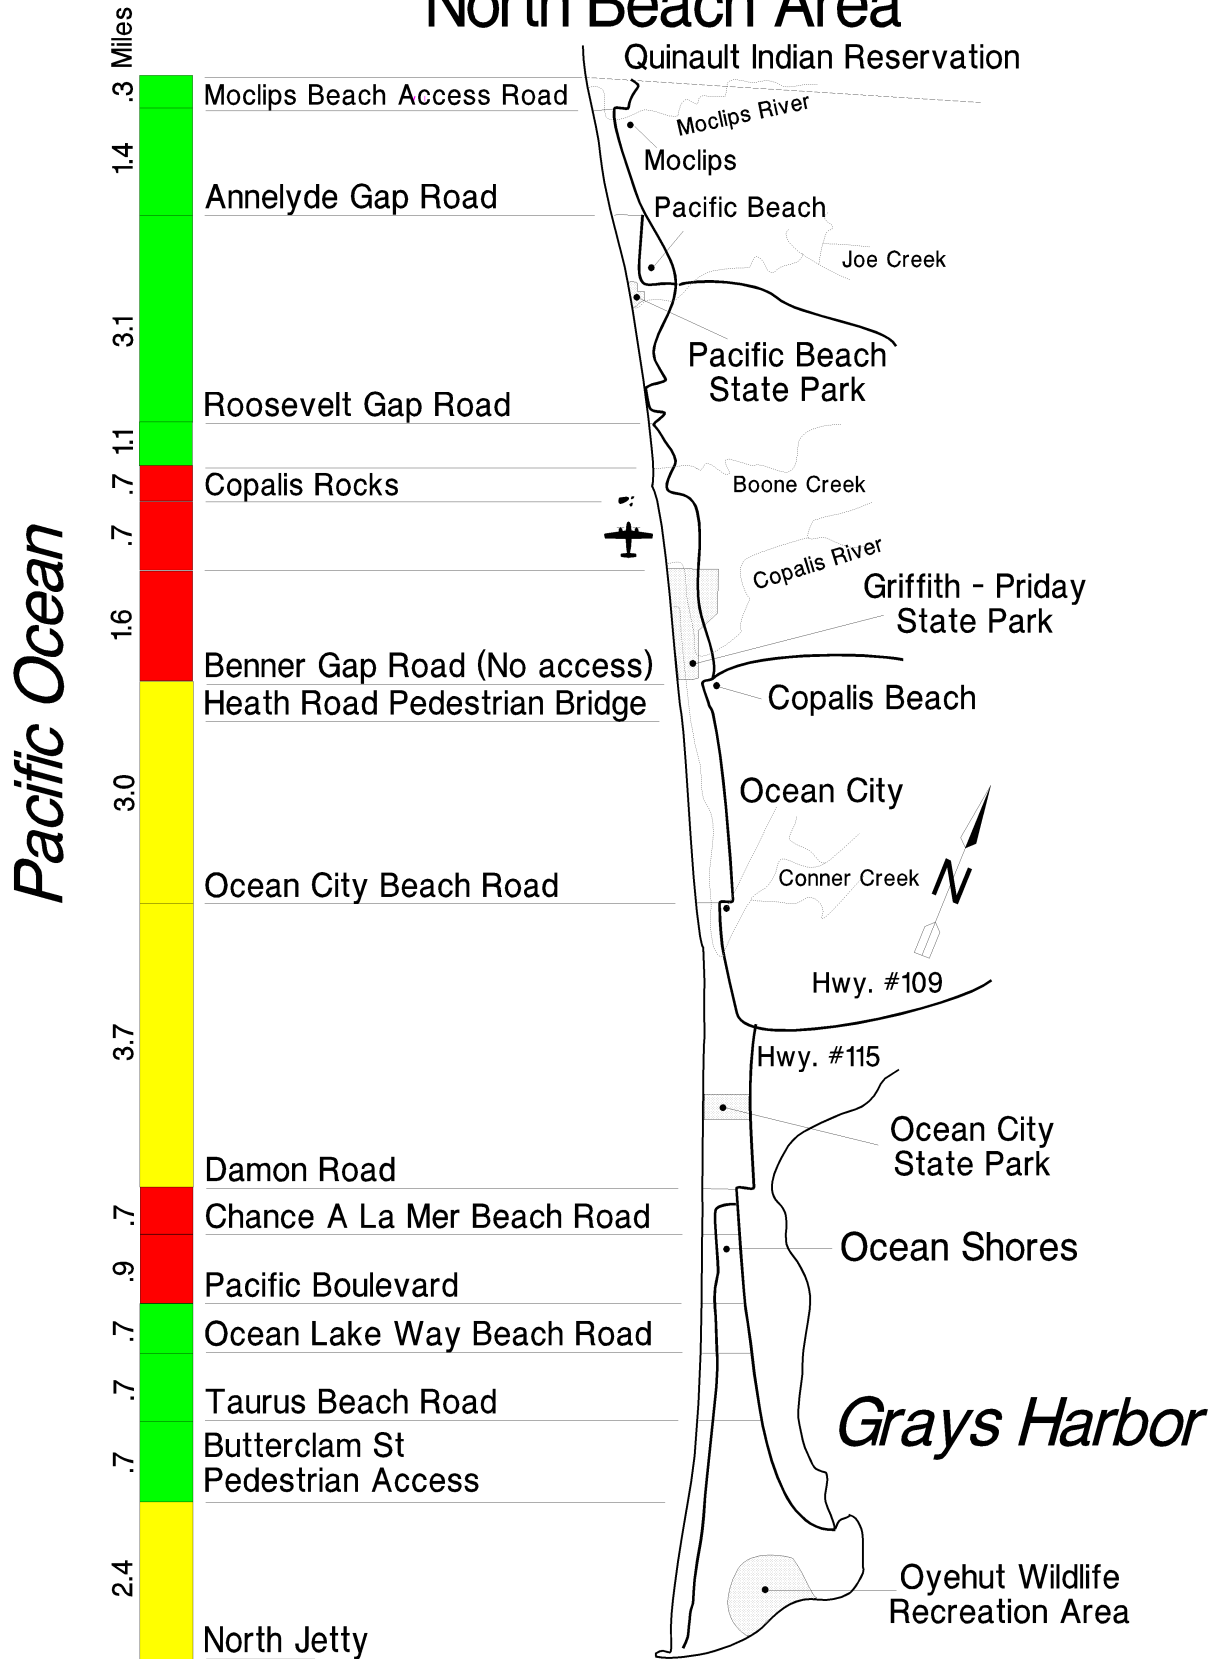 North Beach Area
Miles
Quinault Indian Reservation
.3
Moclips Beach Access Road
Moclips River
1.4
Moclips
Annelyde Gap Road
Pacific Beach
Joe Creek
3.1
Pacific Beach
State Park
Roosevelt Gap Road
1.1
.7
Copalis Rocks
Boone Creek
.7
Copalis River
Griffith - Priday
State Park
1.6
Benner Gap Road (No access)
Heath Road Pedestrian Bridge
Copalis Beach
Pacific Ocean
3.0
Ocean City
Conner Creek
N
Ocean City Beach Road
Hwy. #109
3.7
Hwy. #115
Ocean City
State Park
Damon Road
.7
Chance A La Mer Beach Road
Ocean Shores
.9
Pacific Boulevard
.7
Ocean Lake Way Beach Road
.7
Taurus Beach Road
Grays Harbor
.7
Butterclam St
Pedestrian Access
2.4
Oyehut Wildlife
Recreation Area
North Jetty